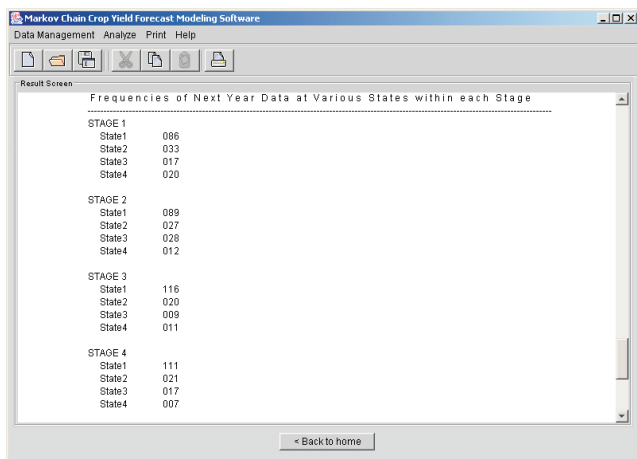 Markov Chain Crop Yield Forecast Modeling Software
Data Management Analyze Print Help
Result Screen
Frequencies of Next Year Data at Various States within each Stage
STAGE 1
State1 086
State2 033
State3 017
State4 020
STAGE 2
State1 089
State2 027
State3 028
State4 012
STAGE 3
State1 116
State2 020
State3 009
State4 011
STAGE 4
State1 111
State2 021
State3 017
State4 007
< Back to home